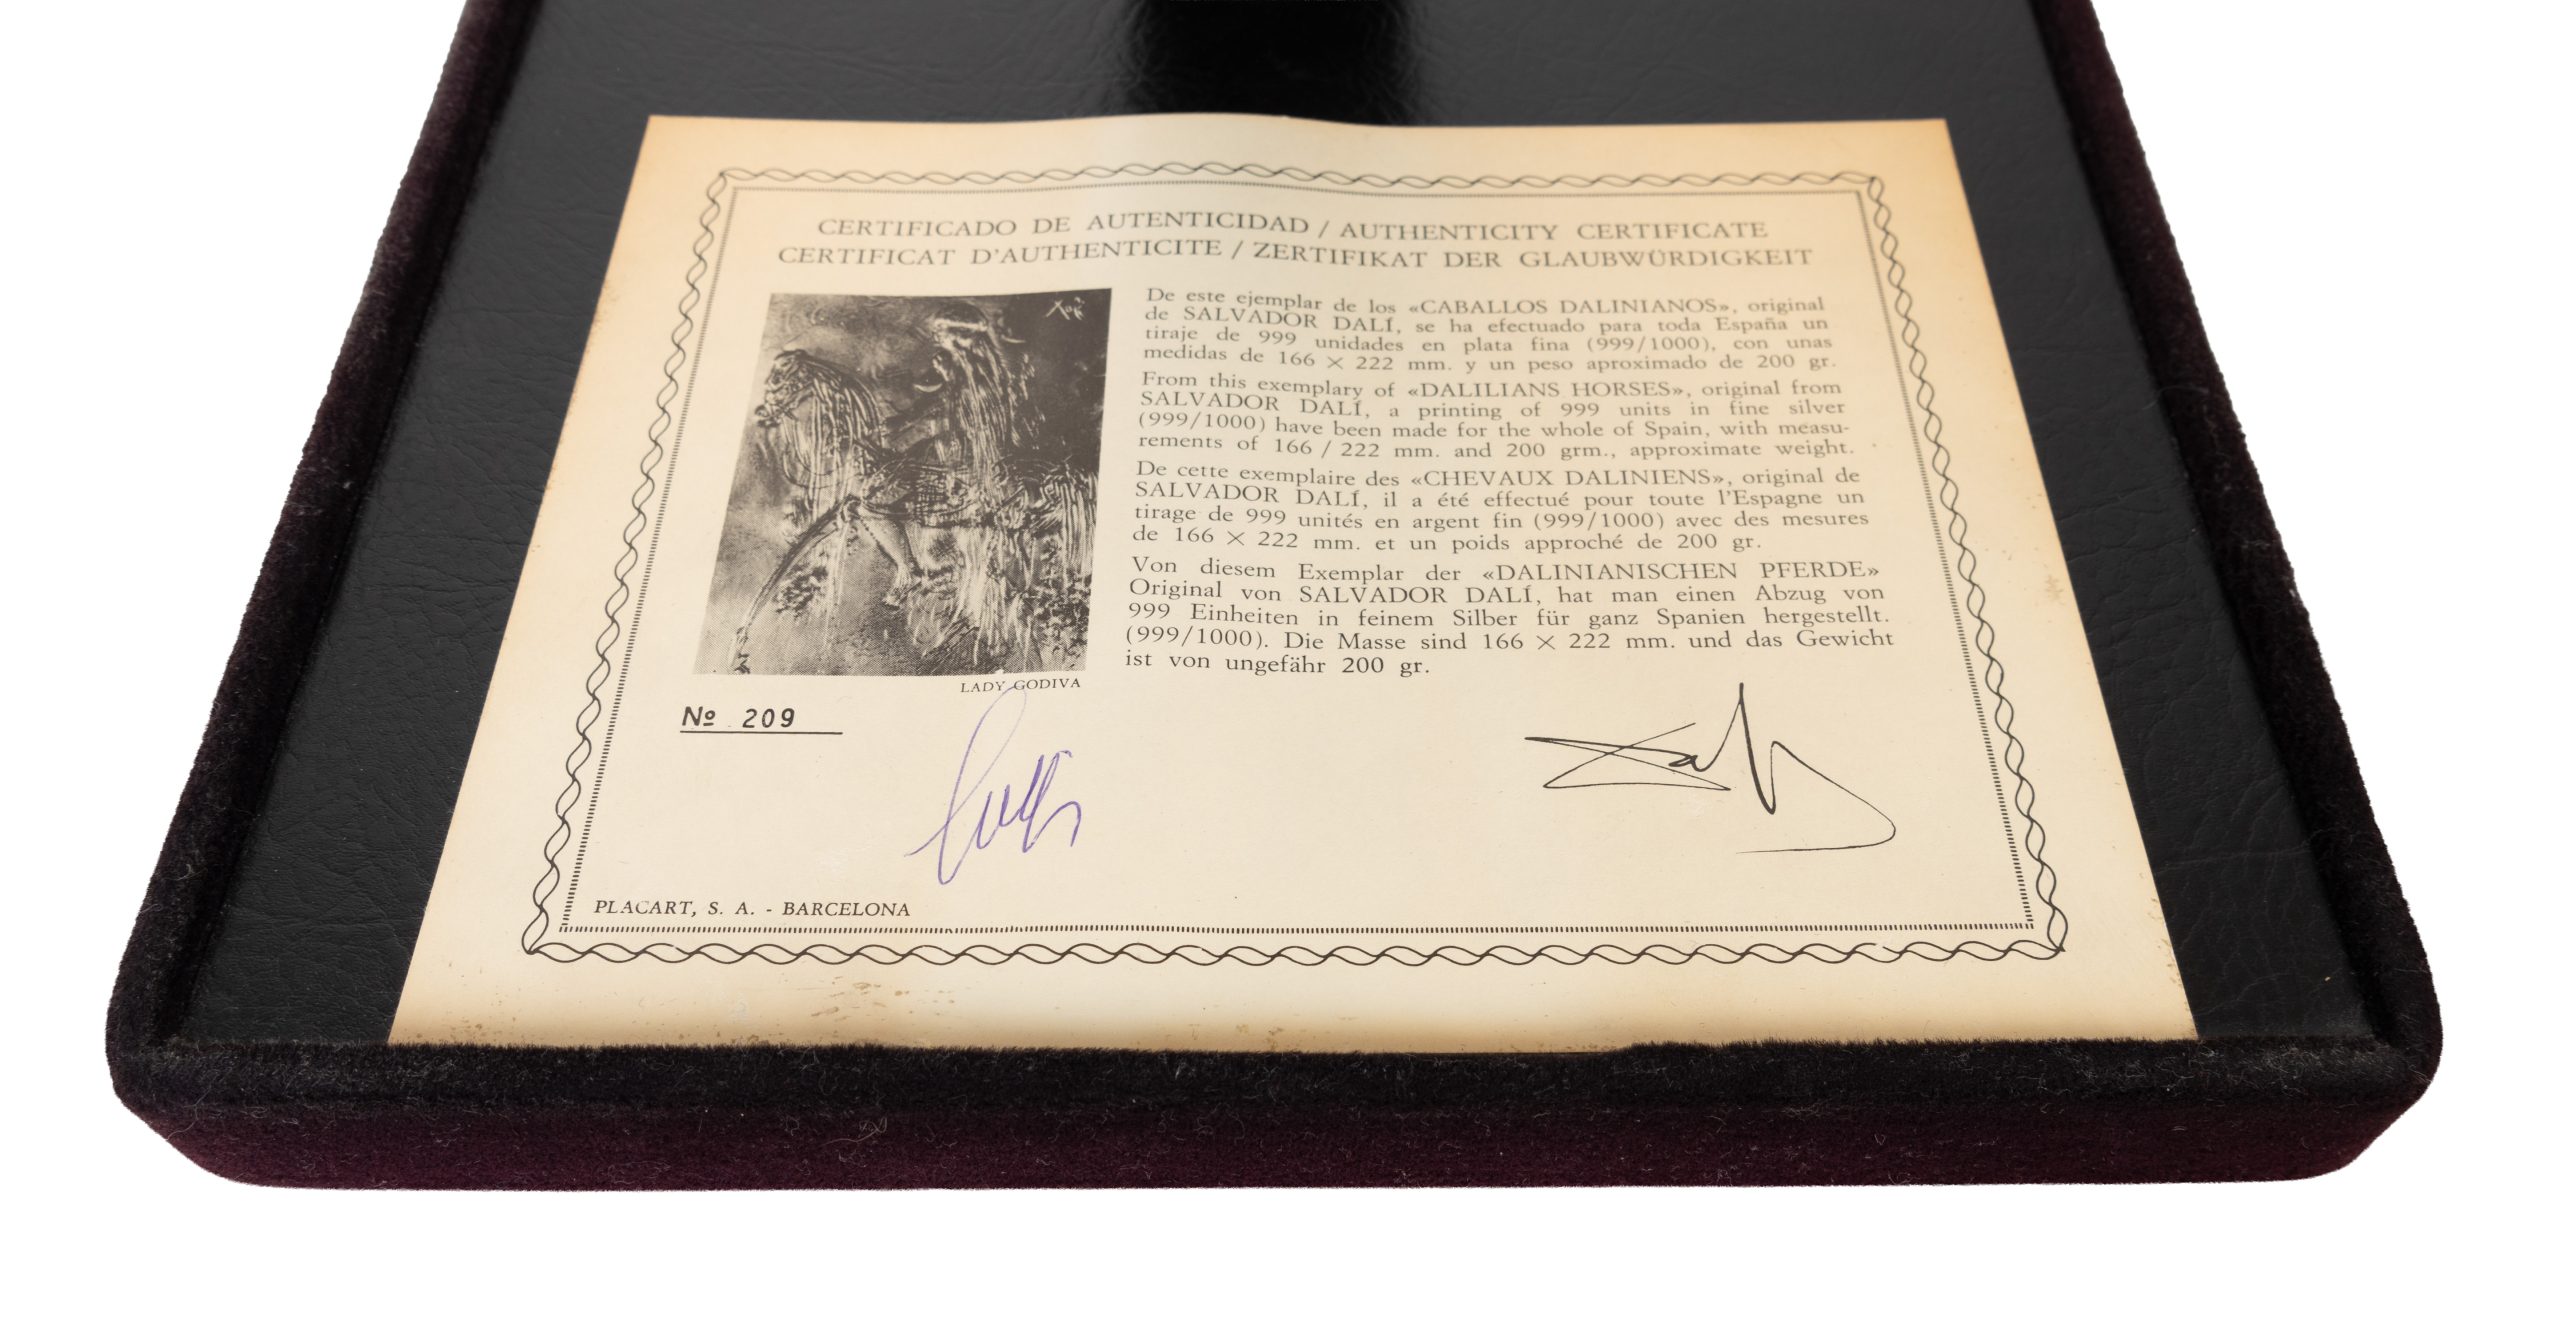 CERTIFICADO DE AUTENTICIDAD / AUTHENTICITY CERTIFICATE
CERTIFICAT D'AUTHENTICITE / ZERTIFIKAT DER GLAUBWÜRDIGKEIT
De este ejemplar de los «CABALLOS DALINIANOS», original
de SALVADOR DALÍ, se ha efectuado para toda España un
tiraje de 999 unidades en plata fina (999/1000), con unas
medidas de 166 × 222 mm. y un peso aproximado de 200 gr.
From this exemplary of «DALILIANS HORSES», original from
SALVADOR DALÍ, a printing of 999 units in fine silver
(999/1000) have been made for the whole of Spain, with measu-
rements of 166 / 222 mm. and 200 grm., approximate weight.
De cette exemplaire des «CHEVAUX DALINIENS», original de
SALVADOR DALÍ, il a été effectué pour toute l'Espagne un
tirage de 999 unités en argent fin (999/1000) avec des mesures
de 166 × 222 mm. et un poids approché de 200 gr.
Von diesem Exemplar der «DALINIANISCHEN PFERDE»
Original von SALVADOR DALÍ, hat man einen Abzug von
999 Einheiten in feinem Silber für ganz Spanien hergestellt.
(999/1000). Die Masse sind 166 × 222 mm. und das Gewicht
ist von ungefähr 200 gr.
LADY GODIVA
Nº 209
PLACART, S. A. - BARCELONA